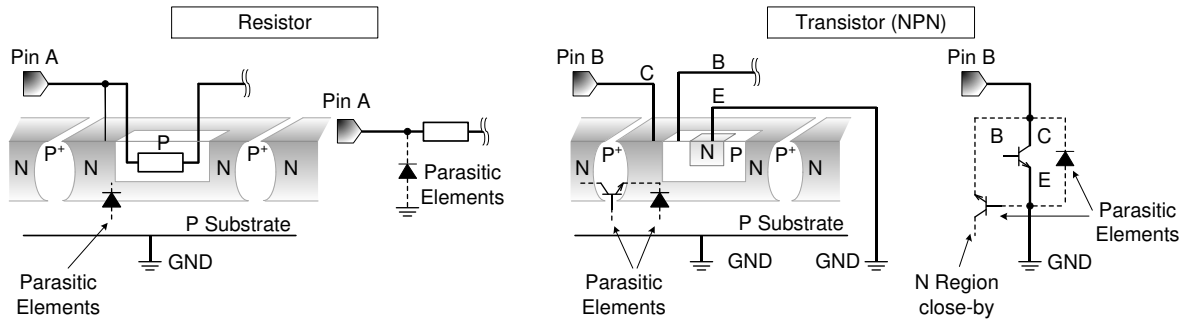 Resistor
Pin A
P
N
P+
N
P+
N
N
P Substrate
GND
Parasitic
Elements
Pin A
Parasitic
Elements
Transistor (NPN)
Pin B
C
B
E
N
P+
N
N
P
P+
N
P Substrate
GND
GND
Parasitic
Elements
Pin B
B
C
E
Parasitic
Elements
GND
N Region
close-by